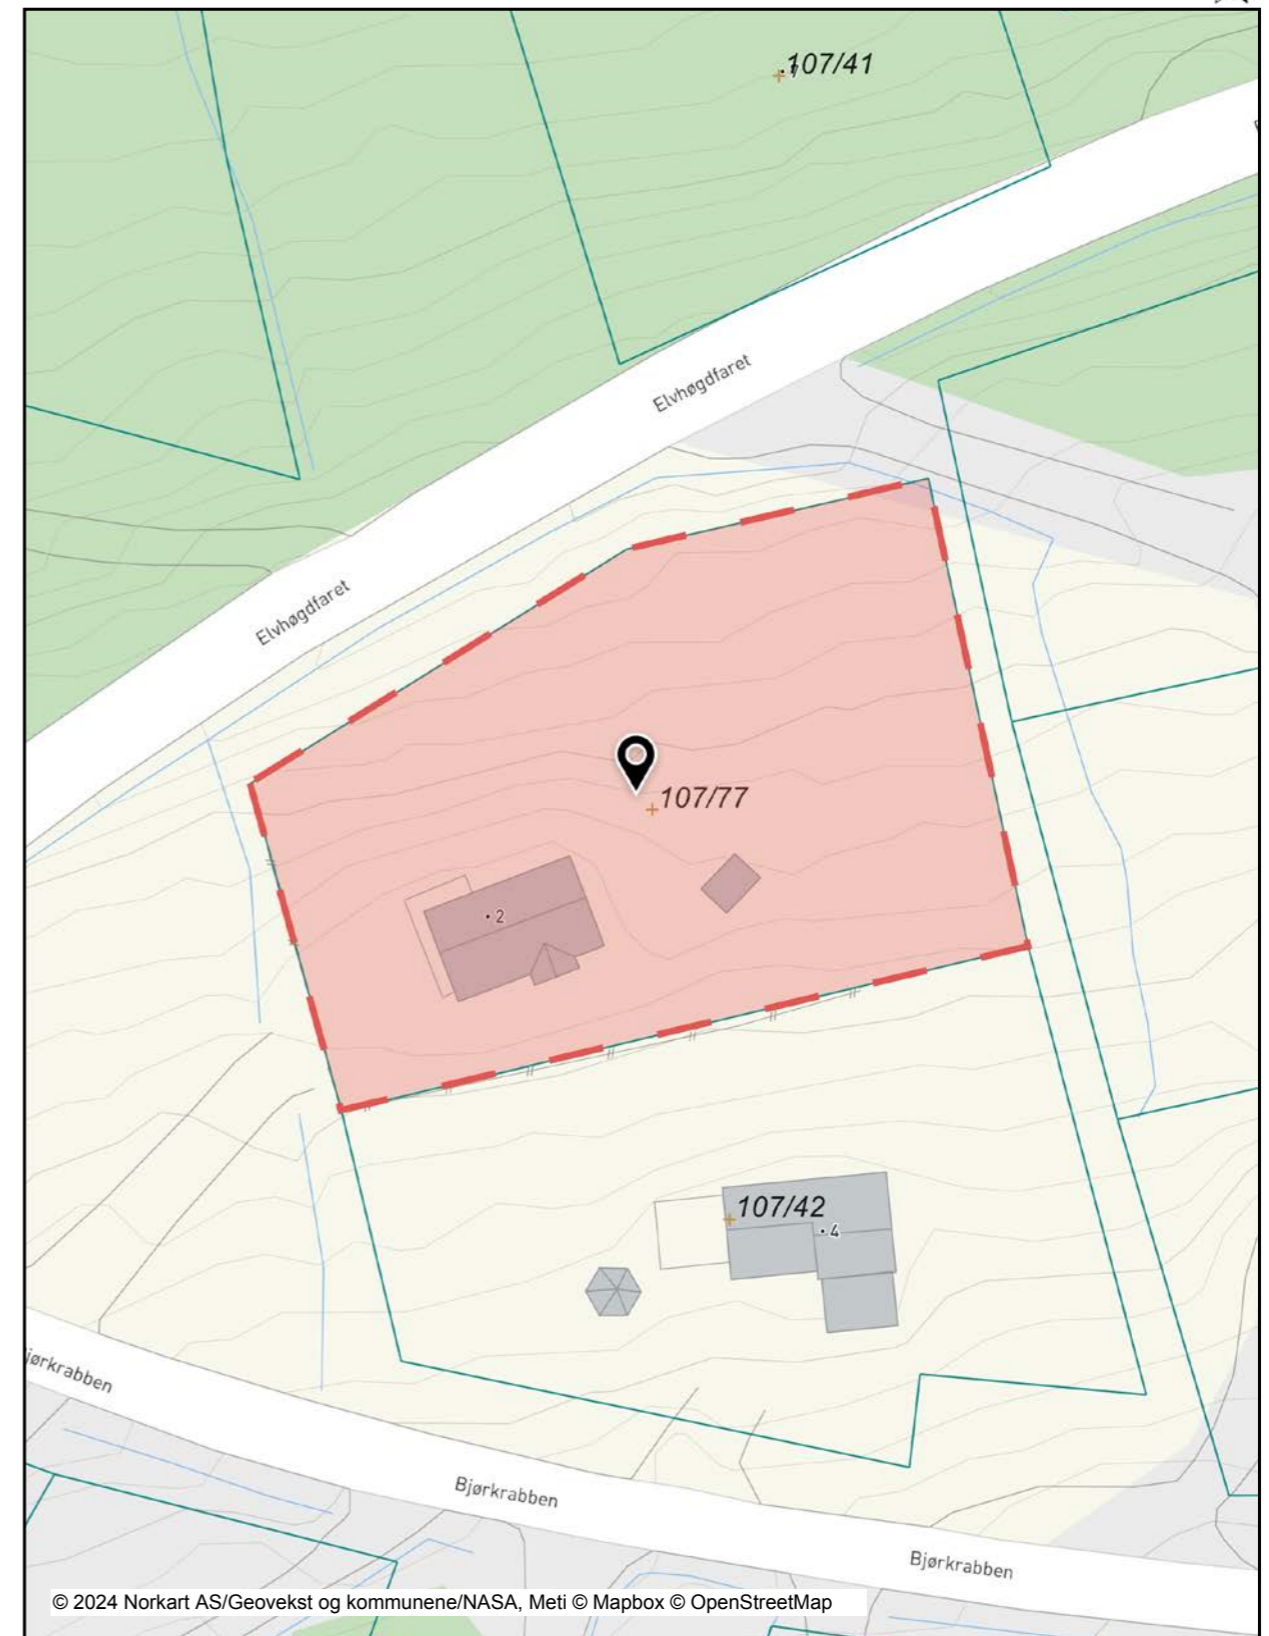 107/41
Elvhøgdfaret
Elvhøgdfaret
107/77
2
107/42
4
jørkrabben
Bjørkrabben
Bjørkrabben
© 2024 Norkart AS/Geovekst og kommunene/NASA, Meti © Mapbox © OpenStreetMap